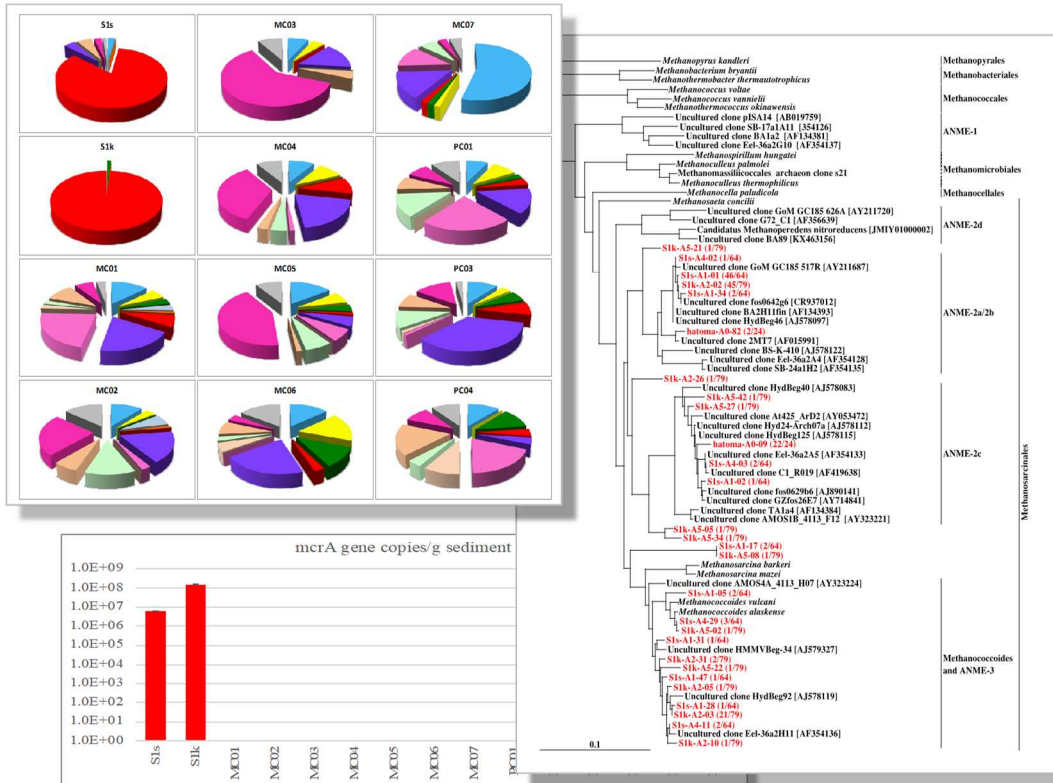 S1s
MC03
MC07
S1k
MC04
PC01
MC01
MC05
PC03
MC02
MC06
PC04
mcrA gene copies/g sediment
1.0E+09
1.0E+08
1.0E+07
1.0E+06
1.0E+05
1.0E+04
1.0E+03
1.0E+02
1.0E+01
1.0E+00
S1s
S1k
MC01
MC02
MC03
MC04
MC05
MC06
MC07
Methanopyrus kandleri
Methanobacterium bryantii
Methanothermobacter thermautotrophicus
Methanococcus voltae
Methanococcus vannielii
Methanothermococcus okinawensis
Uncultured clone pISA14 [AB019759]
Uncultured clone SB-17a1A11 [354126]
Uncultured clone BA1a2 [AF134381]
Uncultured clone Eel-36a2G10 [AF354137]
Methanospirillum hungatei
Methanoculleus palmolei
Methanomassiliicoccales archaeon clone s21
Methanoculleus thermophilicus
Methanocella paludicola
Methanosaeta concilii
Uncultured clone GoM GC185 626A [AY211720]
Uncultured clone G72_C1 [AF356639]
Candidatus Methanoperedens nitroreducens [JMIY01000002]
Uncultured clone BA89 [KX463156]
S1k-A5-21 (1/79)
S1s-A4-02 (1/64)
Uncultured clone GoM GC185 517R [AY211687]
S1s-A1-01 (46/64)
S1k-A2-02 (45/79)
S1s-A1-34 (2/64)
Uncultured clone fos0642g6 [CR937012]
Uncultured clone BA2H11fin [AF134393]
Uncultured clone HydBeg46 [AJ578097]
hatoma-A0-82 (2/24)
Uncultured clone 2MT7 [AF015991]
Uncultured clone BS-K-410 [AJ578122]
Uncultured clone Eel-36a2A4 [AF354128]
Uncultured clone SB-24a1H2 [AF354135]
S1k-A2-26 (1/79)
Uncultured clone HydBeg40 [AJ578083]
S1k-A5-42 (1/79)
S1k-A5-27 (1/79)
Uncultured clone At425_ArD2 [AY053472]
Uncultured clone Hyd24-Arch07a [AJ578112]
Uncultured clone HydBeg125 [AJ578115]
hatoma-A0-09 (22/24)
Uncultured clone Eel-36a2A5 [AF354133]
S1s-A4-03 (2/64)
Uncultured clone C1_R019 [AF419638]
S1s-A1-02 (1/64)
Uncultured clone fos0629b6 [AJ890141]
Uncultured clone GZfos26E7 [AY714841]
Uncultured clone TA1a4 [AF134384]
Uncultured clone AMOS1B_4113_F12 [AY323221]
S1k-A5-05 (1/79)
S1k-A5-34 (1/79)
S1s-A1-17 (2/64)
S1k-A5-08 (1/79)
Methanosarcina barkeri
Methanosarcina mazei
Uncultured clone AMOS4A_4113_H07 [AY323224]
S1s-A1-05 (2/64)
Methanococcoides vulcani
Methanococcoides alaskense
S1s-A4-29 (3/64)
S1k-A5-02 (1/79)
S1s-A1-31 (1/64)
Uncultured clone HMMVBeg-34 [AJ579327]
S1k-A2-31 (2/79)
S1k-A5-22 (1/79)
S1s-A1-47 (1/64)
S1k-A2-05 (1/79)
Uncultured clone HydBeg92 [AJ578119]
S1s-A1-28 (1/64)
S1k-A2-03 (21/79)
S1s-A4-11 (2/64)
Uncultured clone Eel-36a2H11 [AF354136]
S1k-A2-10 (1/79)
0.1
Methanopyrales
Methanobacteriales
Methanococcales
ANME-1
Methanomicrobiales
Methanocellales
ANME-2d
ANME-2a/2b
ANME-2c
Methanococcoides
and ANME-3
Methanosarcinales